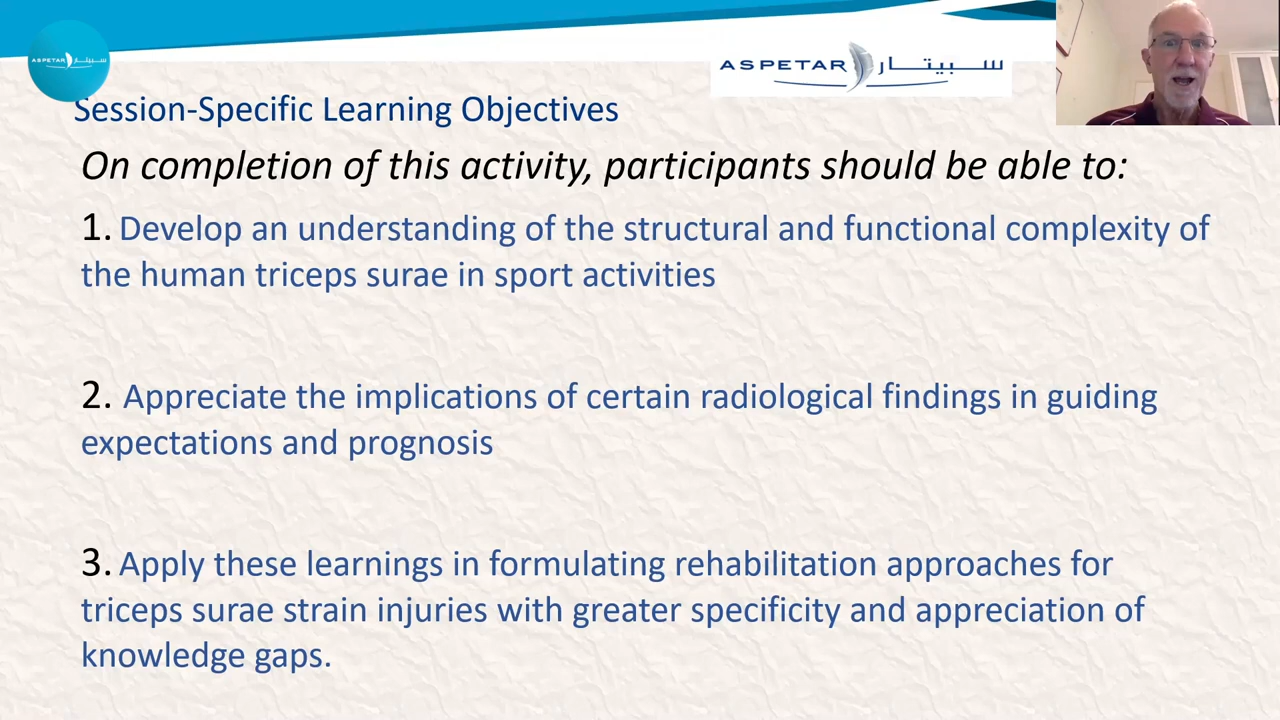 ASPETAR سبيتار
ASPETAR سبيتار
Session-Specific Learning Objectives
On completion of this activity, participants should be able to:
1. Develop an understanding of the structural and functional complexity of
the human triceps surae in sport activities
2. Appreciate the implications of certain radiological findings in guiding
expectations and prognosis
3. Apply these learnings in formulating rehabilitation approaches for
triceps surae strain injuries with greater specificity and appreciation of
knowledge gaps.